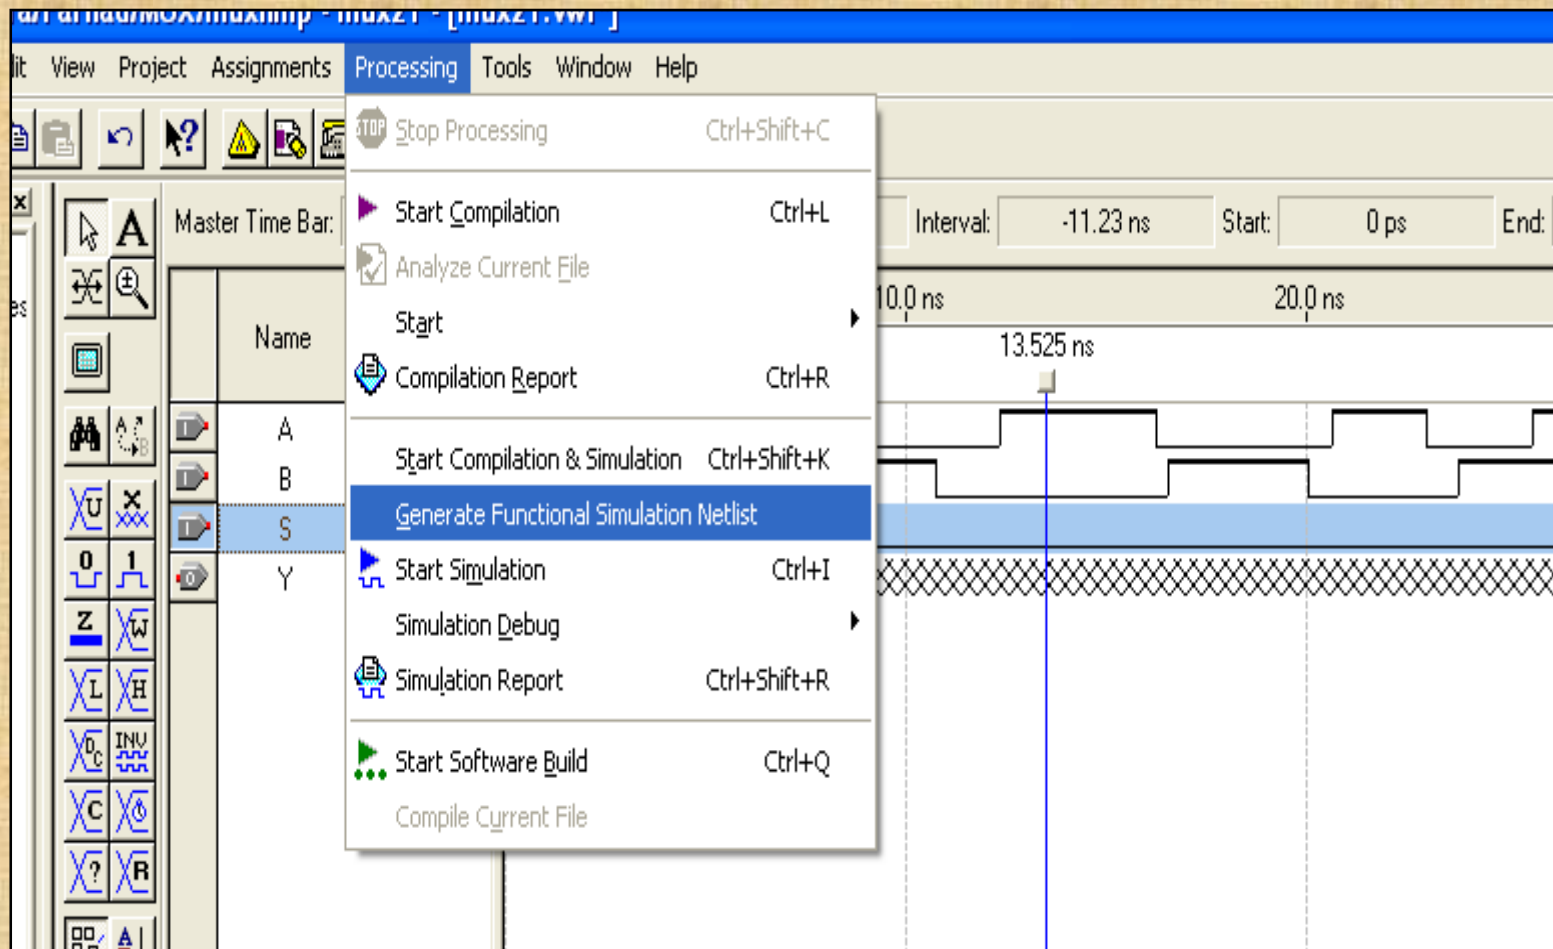 View Project Assignments Processing Tools Window Help
STOP Stop Processing Ctrl+Shift+C
Start Compilation Ctrl+L
Analyze Current File
Start
Compilation Report Ctrl+R
Start Compilation & Simulation Ctrl+Shift+K
Generate Functional Simulation Netlist
Start Simulation Ctrl+I
Simulation Debug
Simulation Report Ctrl+Shift+R
Start Software Build Ctrl+Q
Compile Current File
Master Time Bar: Interval: -11.23 ns Start: 0 ps End:
10.0 ns 20.0 ns
13.525 ns
Name
A
B
S
Y
A
A B
U X
0 1
Z W
L H
DC INV
C
? R